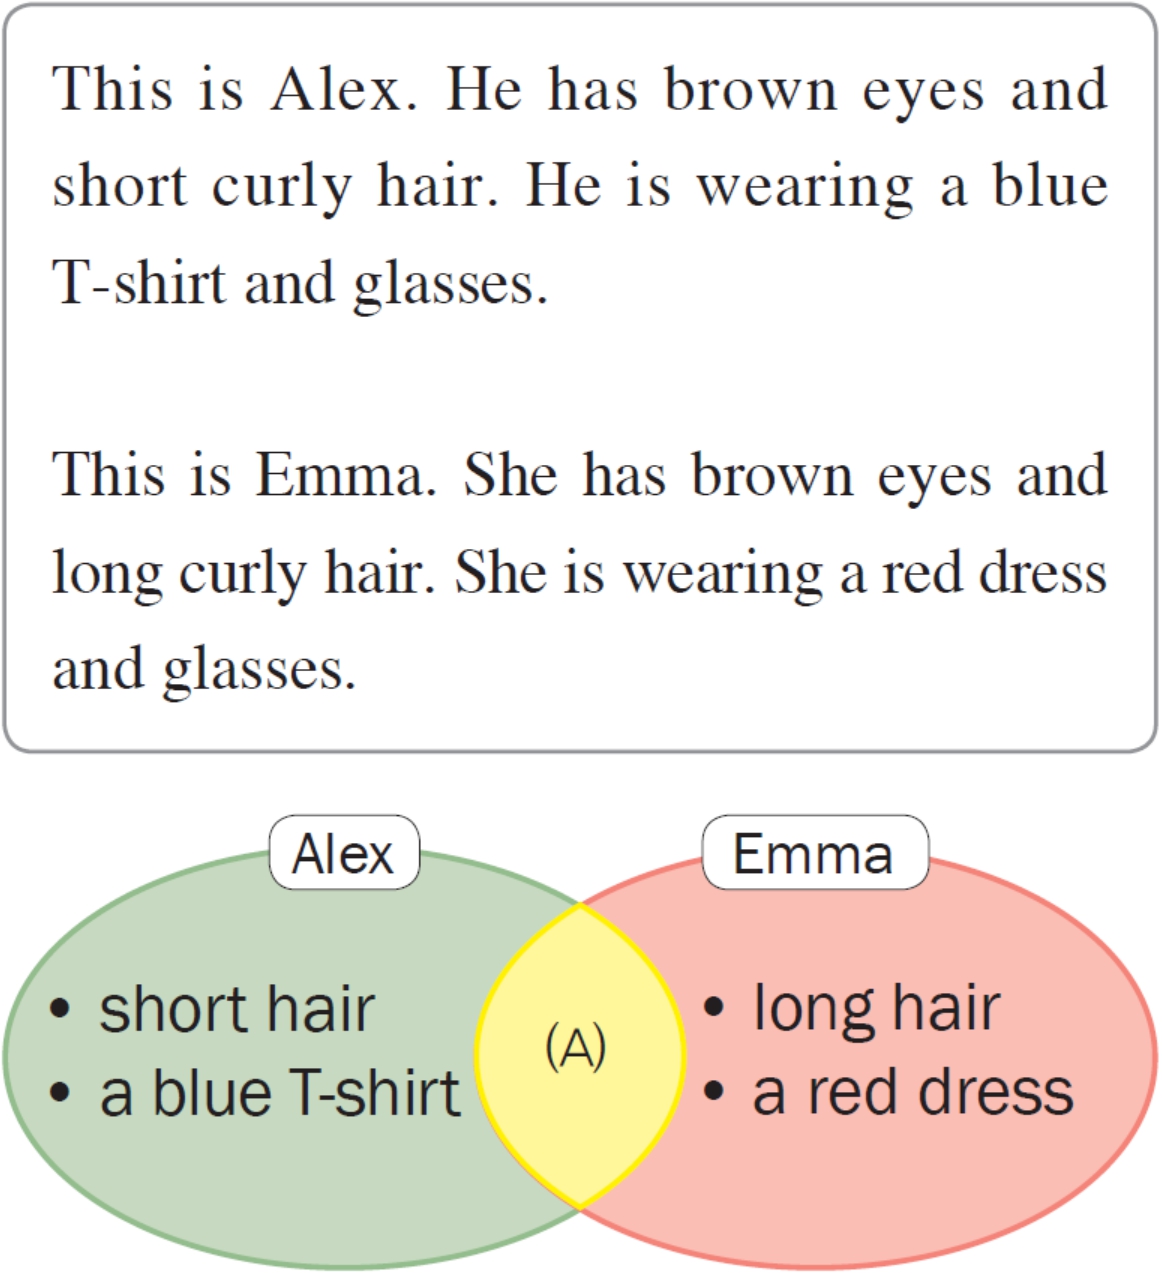 This is Alex. He has brown eyes and
short curly hair. He is wearing a blue
T-shirt and glasses.
This is Emma. She has brown eyes and
long curly hair. She is wearing a red dress
and glasses.
Alex
Emma
• short hair
• a blue T-shirt
(A)
• long hair
• a red dress